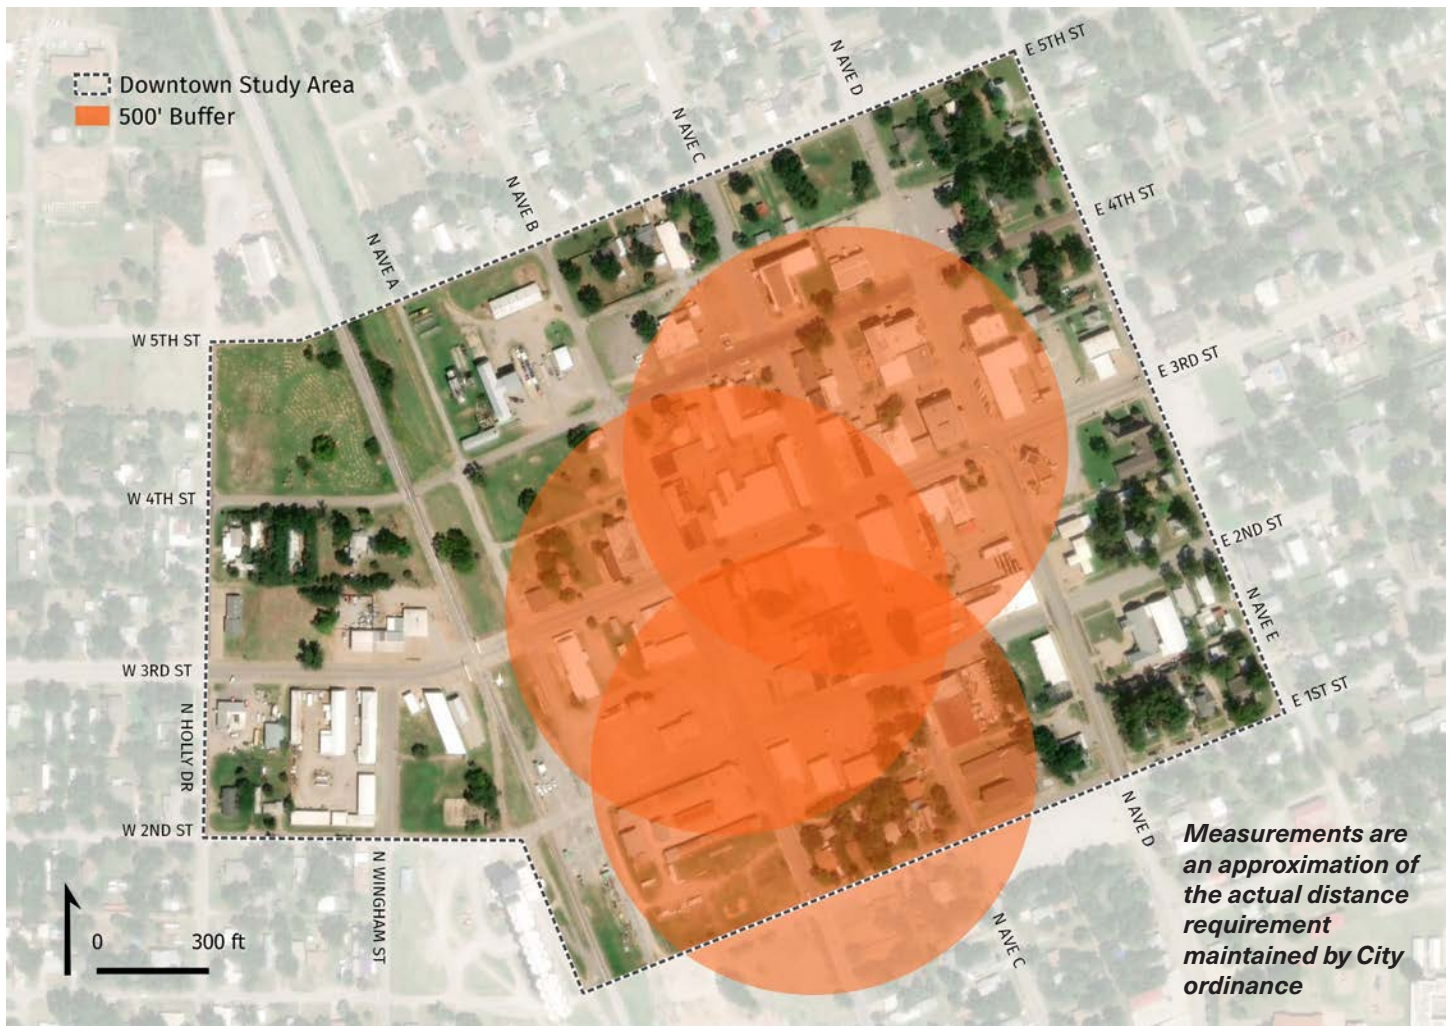 Downtown Study Area
500' Buffer
E 5TH ST
N AVE D
N AVE C
E 4TH ST
N AVE B
N AVE A
W 5TH ST
E 3RD ST
W 4TH ST
E 2ND ST
N AVE E
W 3RD ST
E 1ST ST
N HOLLY DR
W 2ND ST
N AVE D
N WINGHAM ST
N AVE C
0 300 ft
Measurements are
an approximation of
the actual distance
requirement
maintained by City
ordinance